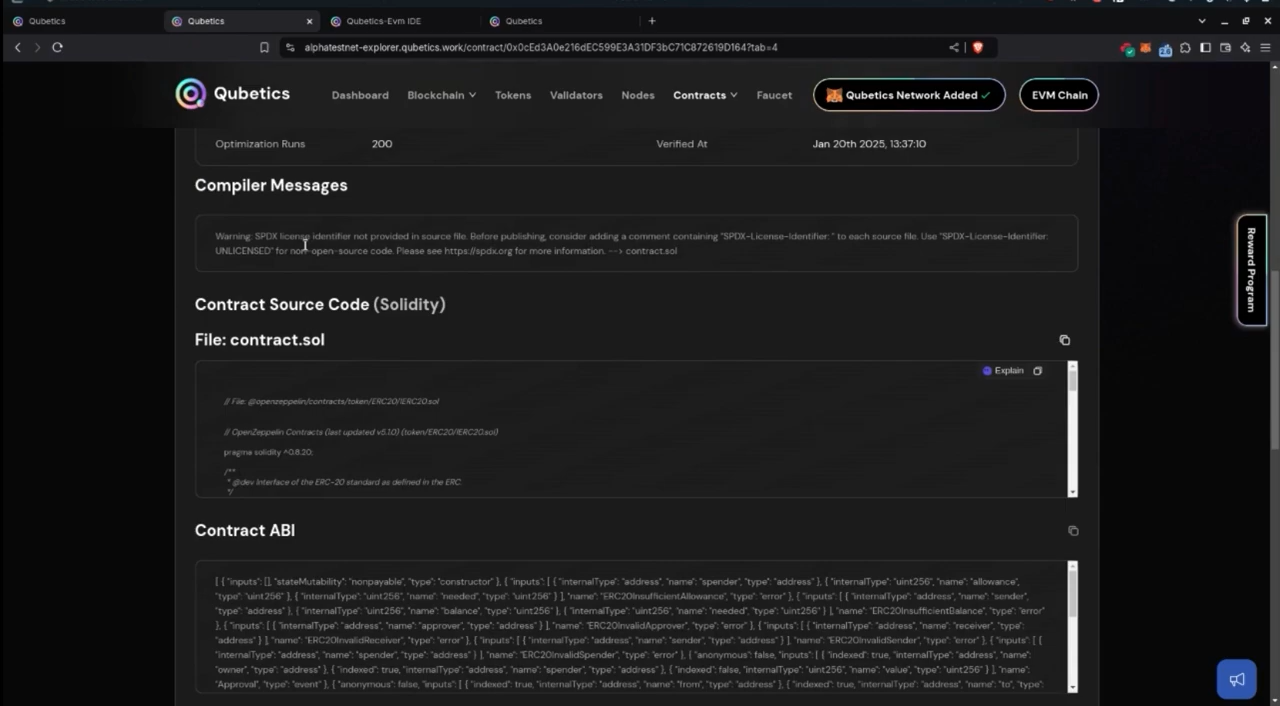 Qubetics
Qubetics
Qubetics-Evm IDE
Qubetics
alphatestnet-explorer.qubetics.work/contract/0x0cEd3A0e216dEC599E3A31DF3bC71C872619D164?tab=4
Qubetics
Dashboard
Blockchain
Tokens
Validators
Nodes
Contracts
Faucet
Qubetics Network Added
EVM Chain
Optimization Runs 200 Verified At Jan 20th 2025, 13:37:10
Compiler Messages
Warning: SPDX license identifier not provided in source file. Before publishing, consider adding a comment containing "SPDX-License-Identifier: " to each source file. Use "SPDX-License-Identifier:
UNLICENSED" for non-open-source code. Please see https://spdx.org for more information. --> contract.sol
Reward Program
Contract Source Code (Solidity)
File: contract.sol
Explain
// File: @openzeppelin/contracts/token/ERC20/IERC20.sol
// OpenZeppelin Contracts (last updated v5.1.0) (token/ERC20/IERC20.sol)
pragma solidity ^0.8.20;
/**
* @dev Interface of the ERC-20 standard as defined in the ERC.
*/
Contract ABI
[ { "inputs": [], "stateMutability": "nonpayable", "type": "constructor" }, { "inputs": [ { "internalType": "address", "name": "spender", "type": "address" }, { "internalType": "uint256", "name": "allowance",
"type": "uint256" }, { "internalType": "uint256", "name": "needed", "type": "uint256" } ], "name": "ERC20InsufficientAllowance", "type": "error" }, { "inputs": [ { "internalType": "address", "name": "sender",
"type": "address" }, { "internalType": "uint256", "name": "balance", "type": "uint256" }, { "internalType": "uint256", "name": "needed", "type": "uint256" } ], "name": "ERC20InsufficientBalance", "type": "error"
}, { "inputs": [ { "internalType": "address", "name": "approver", "type": "address" } ], "name": "ERC20InvalidApprover", "type": "error" }, { "inputs": [ { "internalType": "address", "name": "receiver", "type":
"address" } ], "name": "ERC20InvalidReceiver", "type": "error" }, { "inputs": [ { "internalType": "address", "name": "sender", "type": "address" } ], "name": "ERC20InvalidSender", "type": "error" }, { "inputs": [ {
"internalType": "address", "name": "spender", "type": "address" } ], "name": "ERC20InvalidSpender", "type": "error" }, { "anonymous": false, "inputs": [ { "indexed": true, "internalType": "address", "name":
"owner", "type": "address" }, { "indexed": true, "internalType": "address", "name": "spender", "type": "address" }, { "indexed": false, "internalType": "uint256", "name": "value", "type": "uint256" } ], "name":
"Approval", "type": "event" }, { "anonymous": false, "inputs": [ { "indexed": true, "internalType": "address", "name": "from", "type": "address" }, { "indexed": true, "internalType": "address", "name": "to", "type":